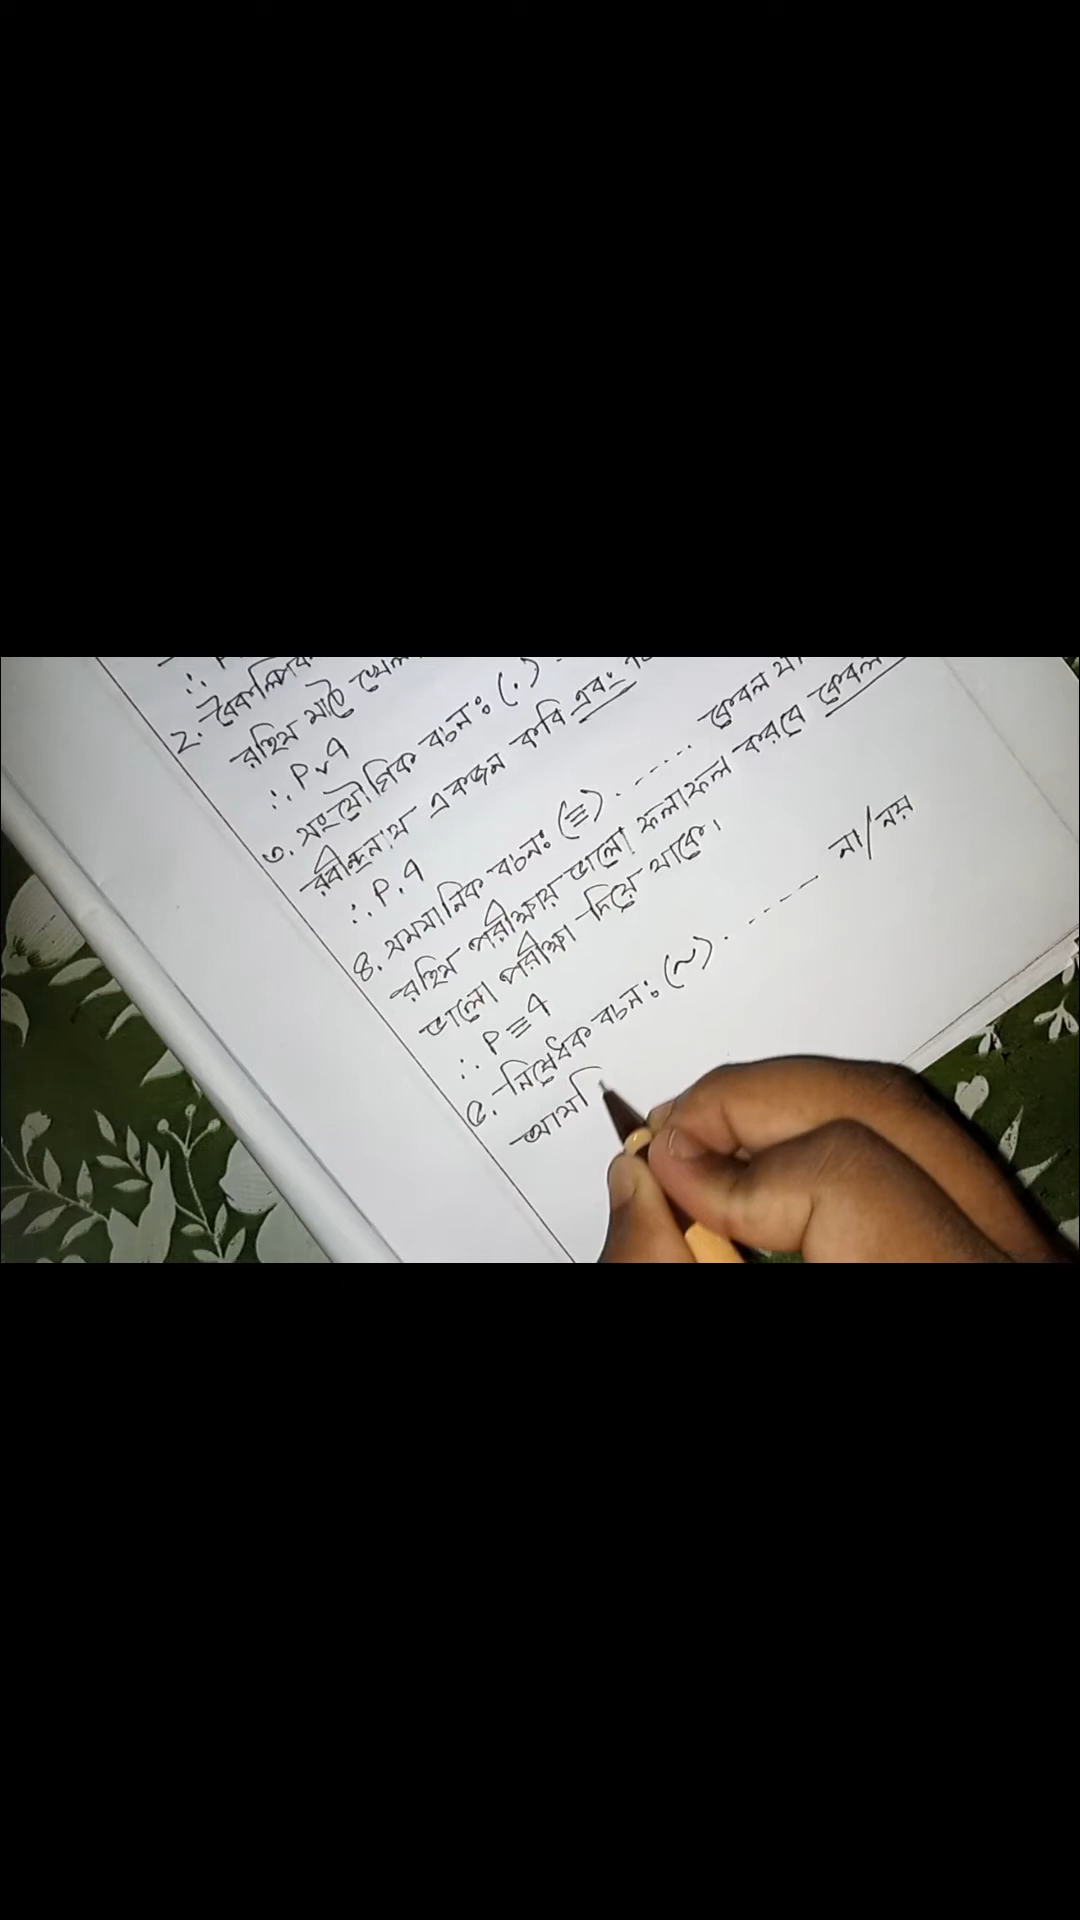 ∴ P
২. বৈকল্পিক
রহিম মাঠে খেল
∴ P v q
৩. সংযৌগিক বচনঃ (.)
রবীন্দ্রনাথ একজন কবি এবং
∴ P . q
৪. সমমানিক বচনঃ (≡) . ----- কেবল যা
রহিম পরীক্ষায় ভালো ফলাফল করবে কেবল
ভালো পরীক্ষা দিয়ে থাকে।
∴ P ≡ q
৫. নিষেধক বচনঃ (~) . ----- না/নয়
আমি